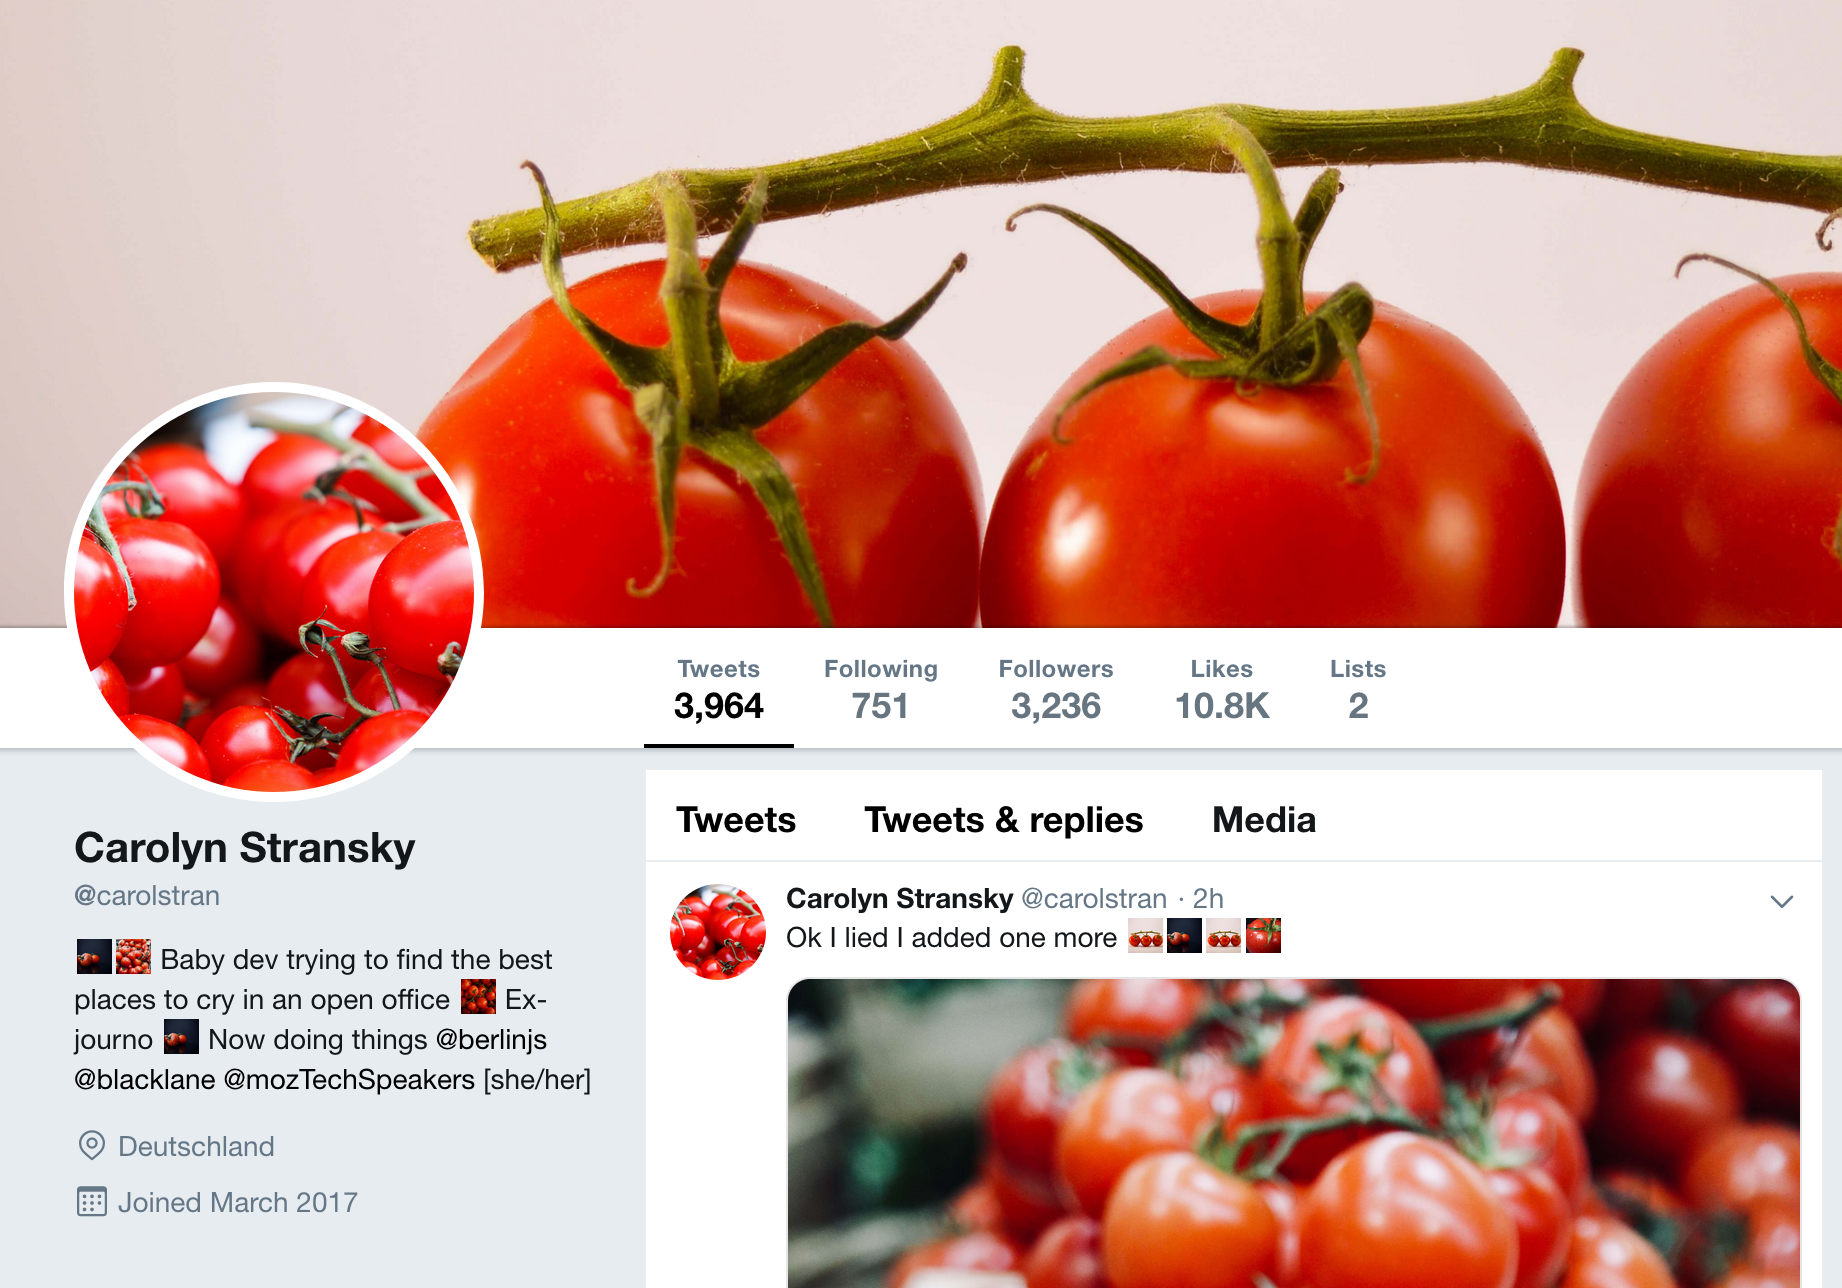 Tweets Following Followers Likes Lists
3,964 751 3,236 10.8K 2
Carolyn Stransky
@carolstran
Baby dev trying to find the best
places to cry in an open office Ex-
journo Now doing things @berlinjs
@blacklane @mozTechSpeakers [she/her]
Deutschland
Joined March 2017
Tweets Tweets & replies Media
Carolyn Stransky @carolstran · 2h
Ok I lied I added one more